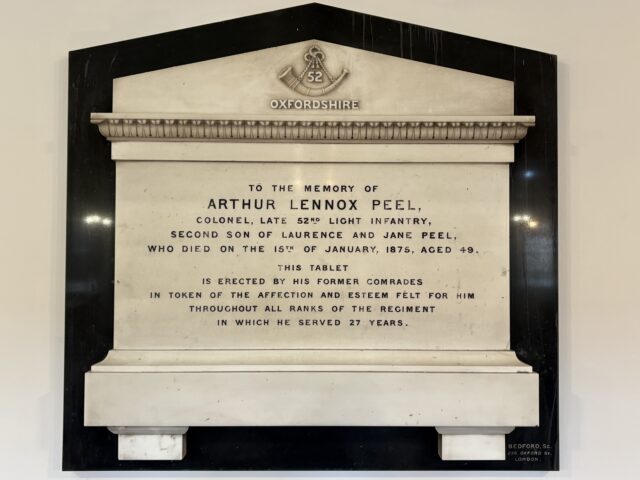 52
OXFORDSHIRE
TO THE MEMORY OF
ARTHUR LENNOX PEEL,
COLONEL, LATE 52ND LIGHT INFANTRY,
SECOND SON OF LAURENCE AND JANE PEEL,
WHO DIED ON THE 15TH OF JANUARY, 1875, AGED 49.
THIS TABLET
IS ERECTED BY HIS FORMER COMRADES
IN TOKEN OF THE AFFECTION AND ESTEEM FELT FOR HIM
THROUGHOUT ALL RANKS OF THE REGIMENT
IN WHICH HE SERVED 27 YEARS.
BEDFORD, Sc.
OXFORD St.
LONDON.